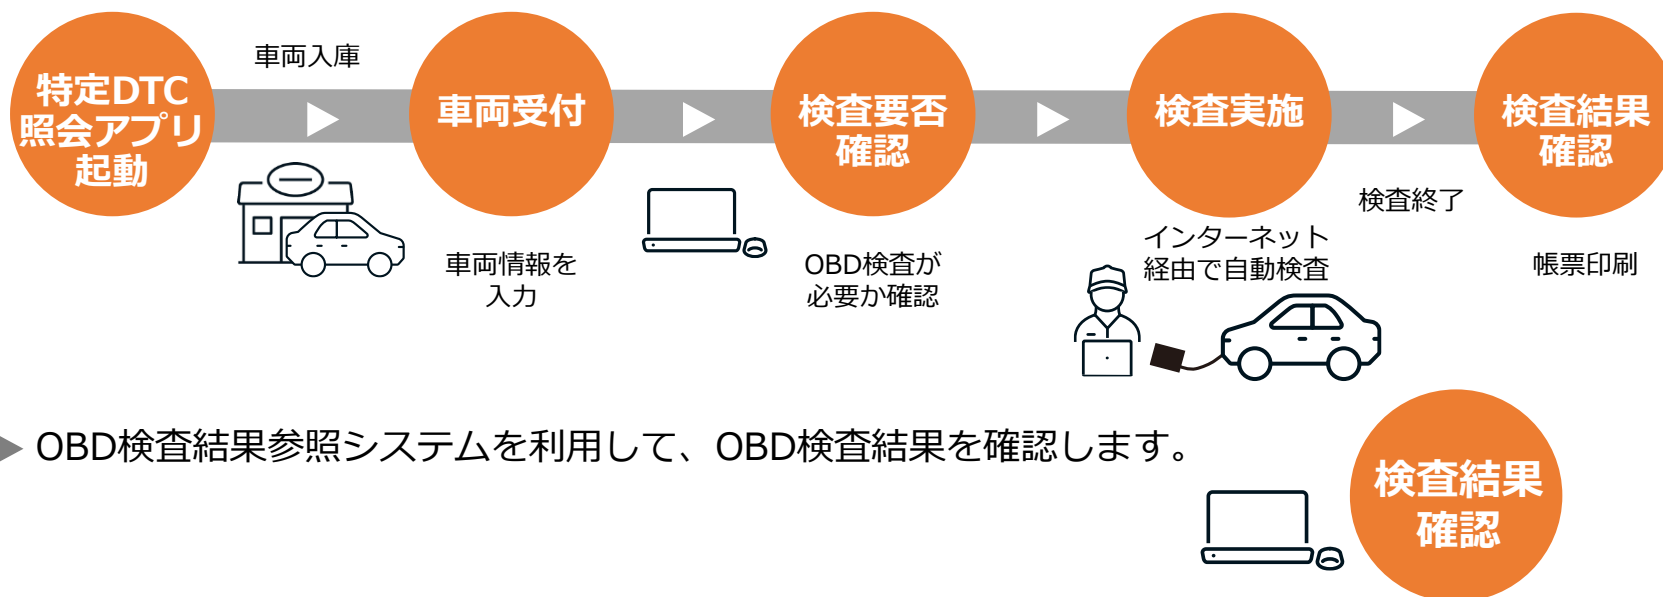 特定DTC
照会アプリ
起動
車両入庫
車両受付
車両情報を
入力
検査要否
確認
OBD検査が
必要か確認
検査実施
インターネット
経由で自動検査
検査終了
検査結果
確認
帳票印刷
OBD検査結果参照システムを利用して、OBD検査結果を確認します。
検査結果
確認